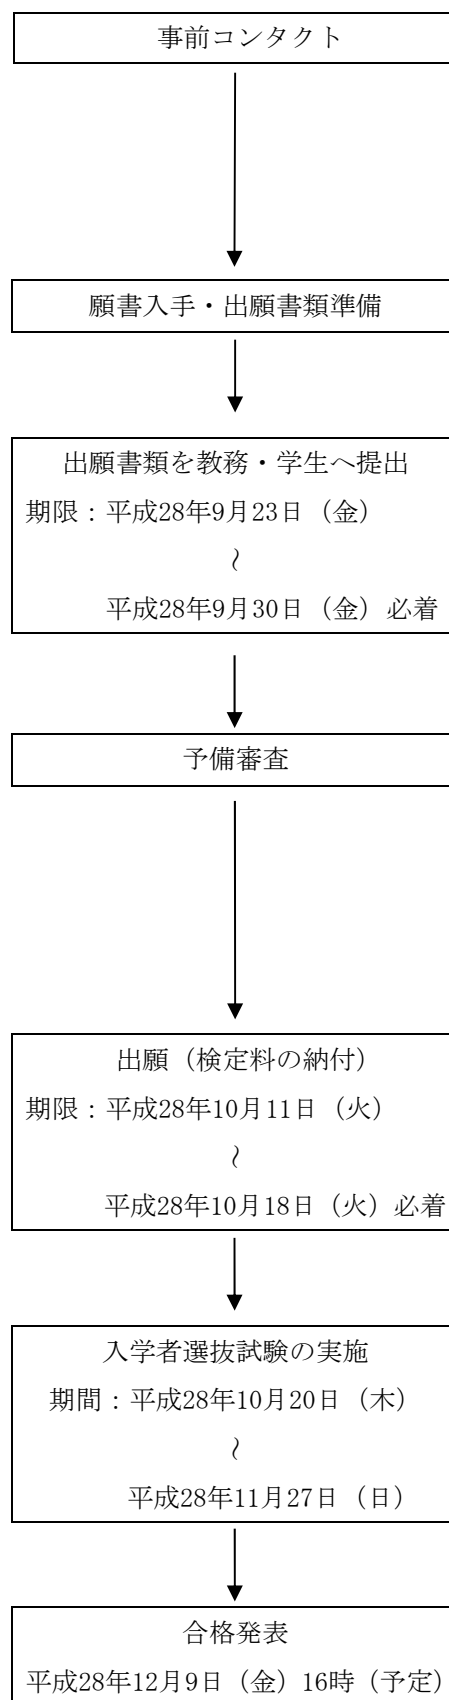 事前コンタクト
願書入手・出願書類準備
出願書類を教務・学生へ提出
期限：平成28年9月23日（金）
～
平成28年9月30日（金）必着
予備審査
出願（検定料の納付）
期限：平成28年10月11日（火）
～
平成28年10月18日（火）必着
入学者選抜試験の実施
期間：平成28年10月20日（木）
～
平成28年11月27日（日）
合格発表
平成28年12月9日（金）16時（予定）